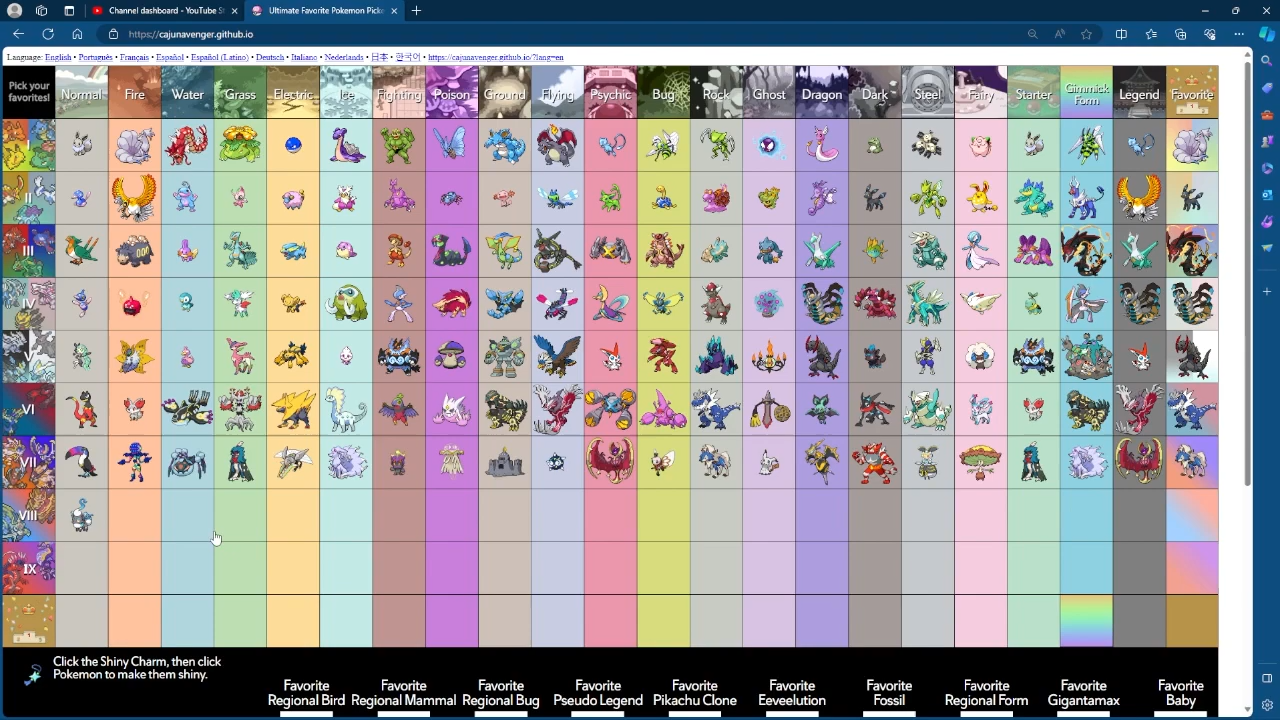 Channel dashboard - YouTube St
Ultimate Favorite Pokemon Picke
https://cajunavenger.github.io
Language: English • Português • Français • Español • Español (Latino) • Deutsch • Italiano • Nederlands • 日本 • 한국어 • https://cajunavenger.github.io/?lang=en
Pick your
favorites!
Normal
Fire
Water
Grass
Electric
Ice
Fighting
Poison
Ground
Flying
Psychic
Bug
Rock
Ghost
Dragon
Dark
Steel
Fairy
Starter
Gimmick
Form
Legend
Favorite
I
II
III
IV
V
VI
VII
VIII
IX
Click the Shiny Charm, then click
Pokemon to make them shiny.
Favorite
Regional Bird
Favorite
Regional Mammal
Favorite
Regional Bug
Favorite
Pseudo Legend
Favorite
Pikachu Clone
Favorite
Eeveelution
Favorite
Fossil
Favorite
Regional Form
Favorite
Gigantamax
Favorite
Baby